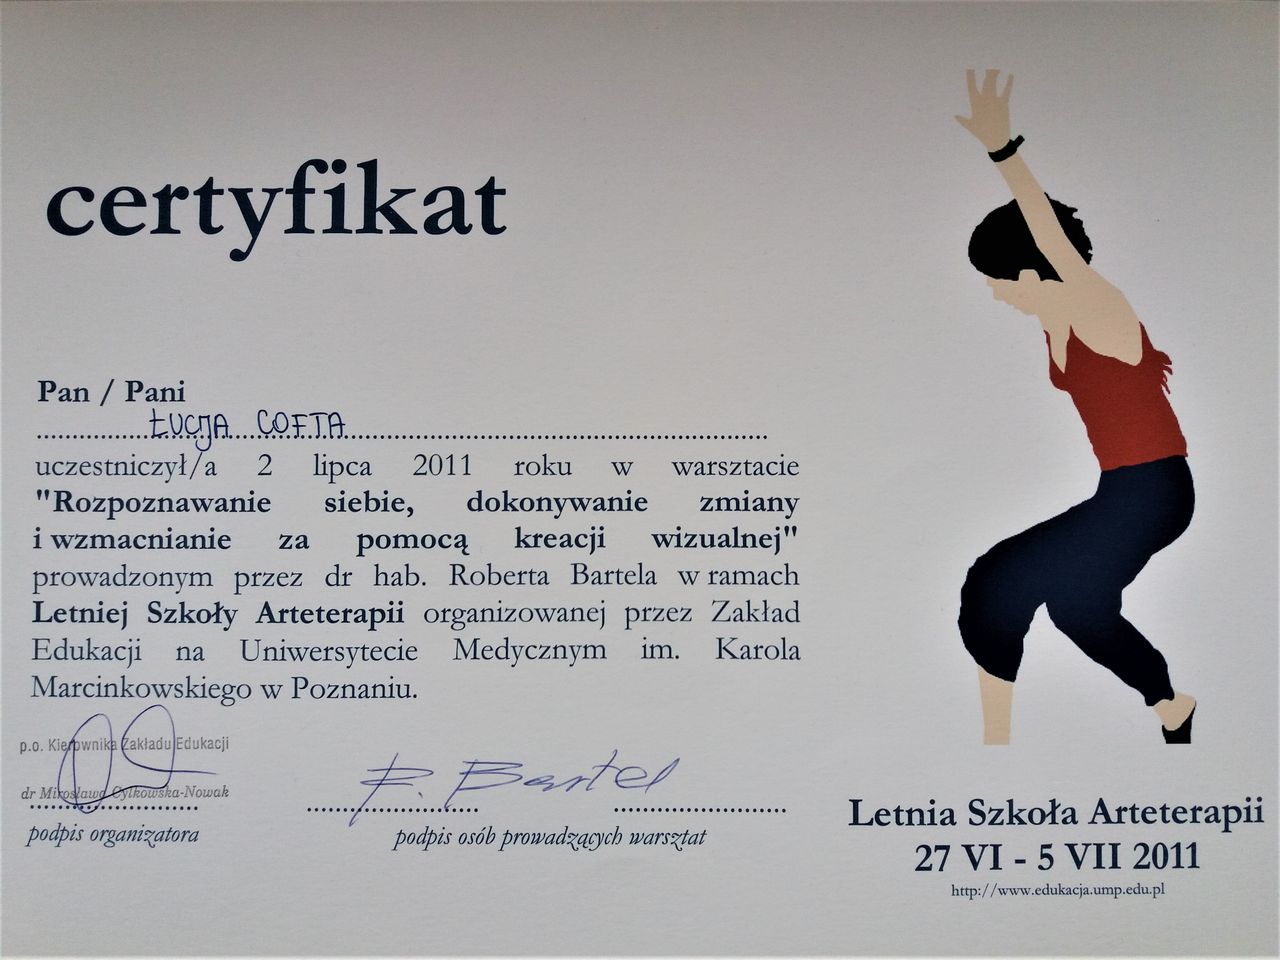 certyfikat
Pan / Pani
ŁUCJA COFTA
uczestniczył/a 2 lipca 2011 roku w warsztacie
"Rozpoznawanie siebie, dokonywanie zmiany
i wzmacnianie za pomocą kreacji wizualnej"
prowadzonym przez dr hab. Roberta Bartela w ramach
Letniej Szkoły Arteterapii organizowanej przez Zakład
Edukacji na Uniwersytecie Medycznym im. Karola
Marcinkowskiego w Poznaniu.
p.o. Kierownika Zakładu Edukacji
dr Mirosława Cylkowska-Nowak
podpis organizatora
R. Bartel
podpis osób prowadzących warsztat
Letnia Szkoła Arteterapii
27 VI - 5 VII 2011
http://www.edukacja.ump.edu.pl